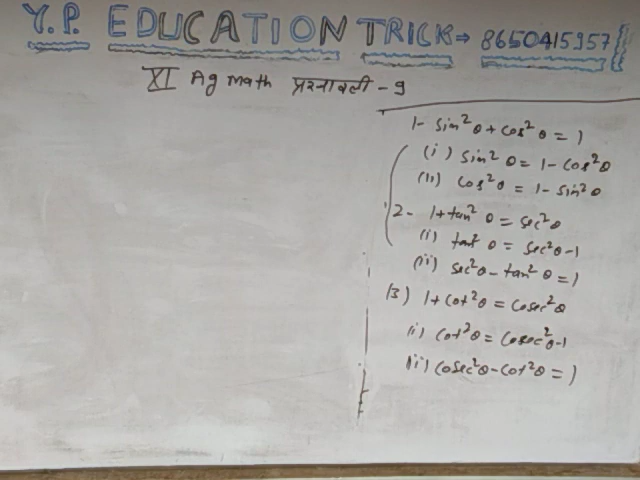 Y.P. EDUCATION TRICK→ 8650415957
XI Ag Math प्रश्नावली - 9
1- sin²θ + cos²θ = 1
(i) sin²θ = 1 - cos²θ
(ii) cos²θ = 1 - sin²θ
2- 1+tan²θ = sec²θ
(i) tan²θ = sec²θ-1
(ii) sec²θ - tan²θ = 1
(3) 1+cot²θ = cosec²θ
(i) cot²θ = cosec²θ-1
(ii) cosec²θ - cot²θ = 1